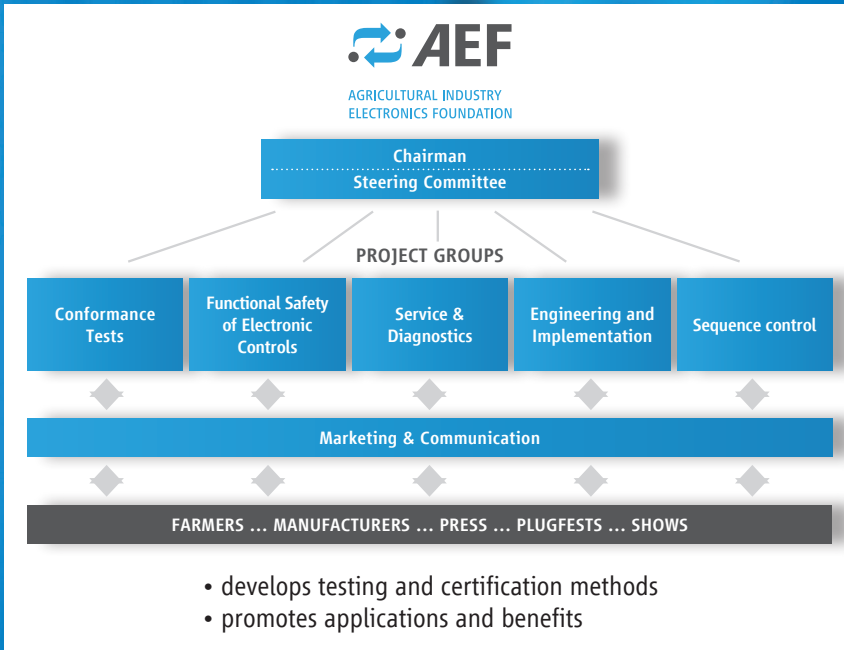 AEF
AGRICULTURAL INDUSTRY
ELECTRONICS FOUNDATION
Chairman
Steering Committee
PROJECT GROUPS
Conformance
Tests
Functional Safety
of Electronic
Controls
Service &
Diagnostics
Engineering and
Implementation
Sequence control
Marketing & Communication
FARMERS ... MANUFACTURERS ... PRESS ... PLUGFESTS ... SHOWS
• develops testing and certification methods
• promotes applications and benefits